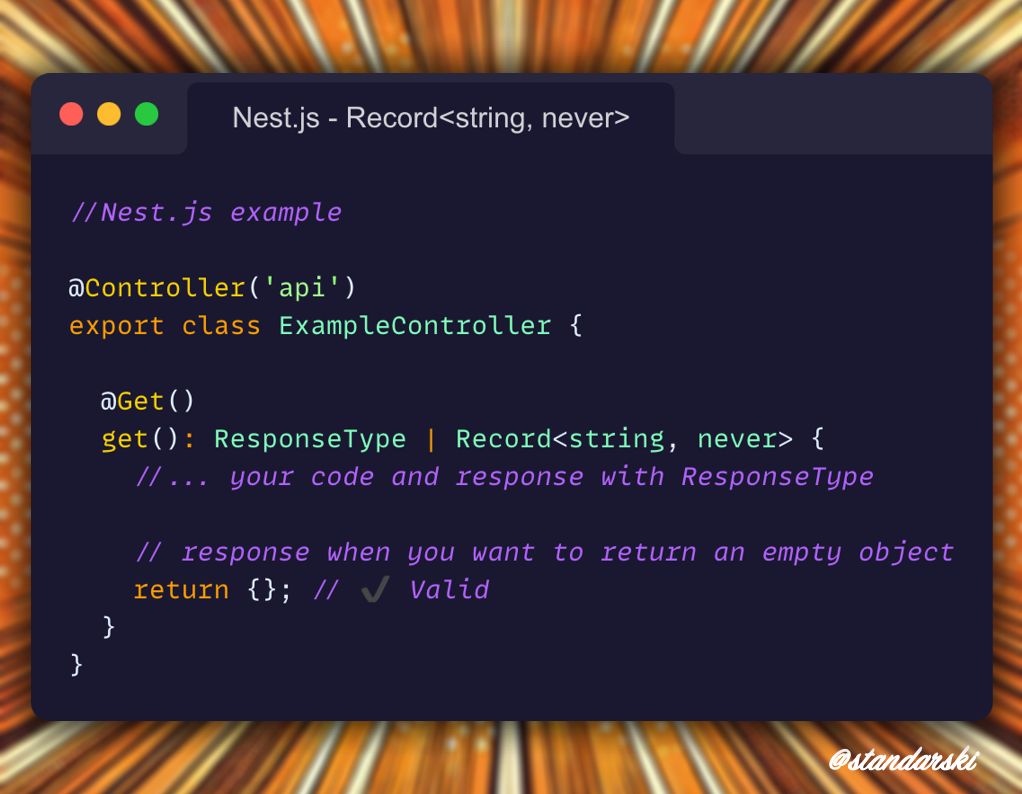 Nest.js - Record<string, never>
//Nest.js example
@Controller('api')
export class ExampleController {
@Get()
get(): ResponseType | Record<string, never> {
//... your code and response with ResponseType
// response when you want to return an empty object
return {}; // ✔ Valid
}
}
@standarski